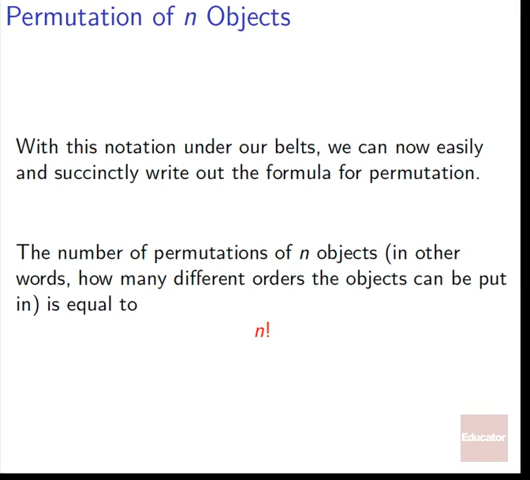 Permutation of n Objects
With this notation under our belts, we can now easily
and succinctly write out the formula for permutation.
The number of permutations of n objects (in other
words, how many different orders the objects can be put
in) is equal to
n!
Educator